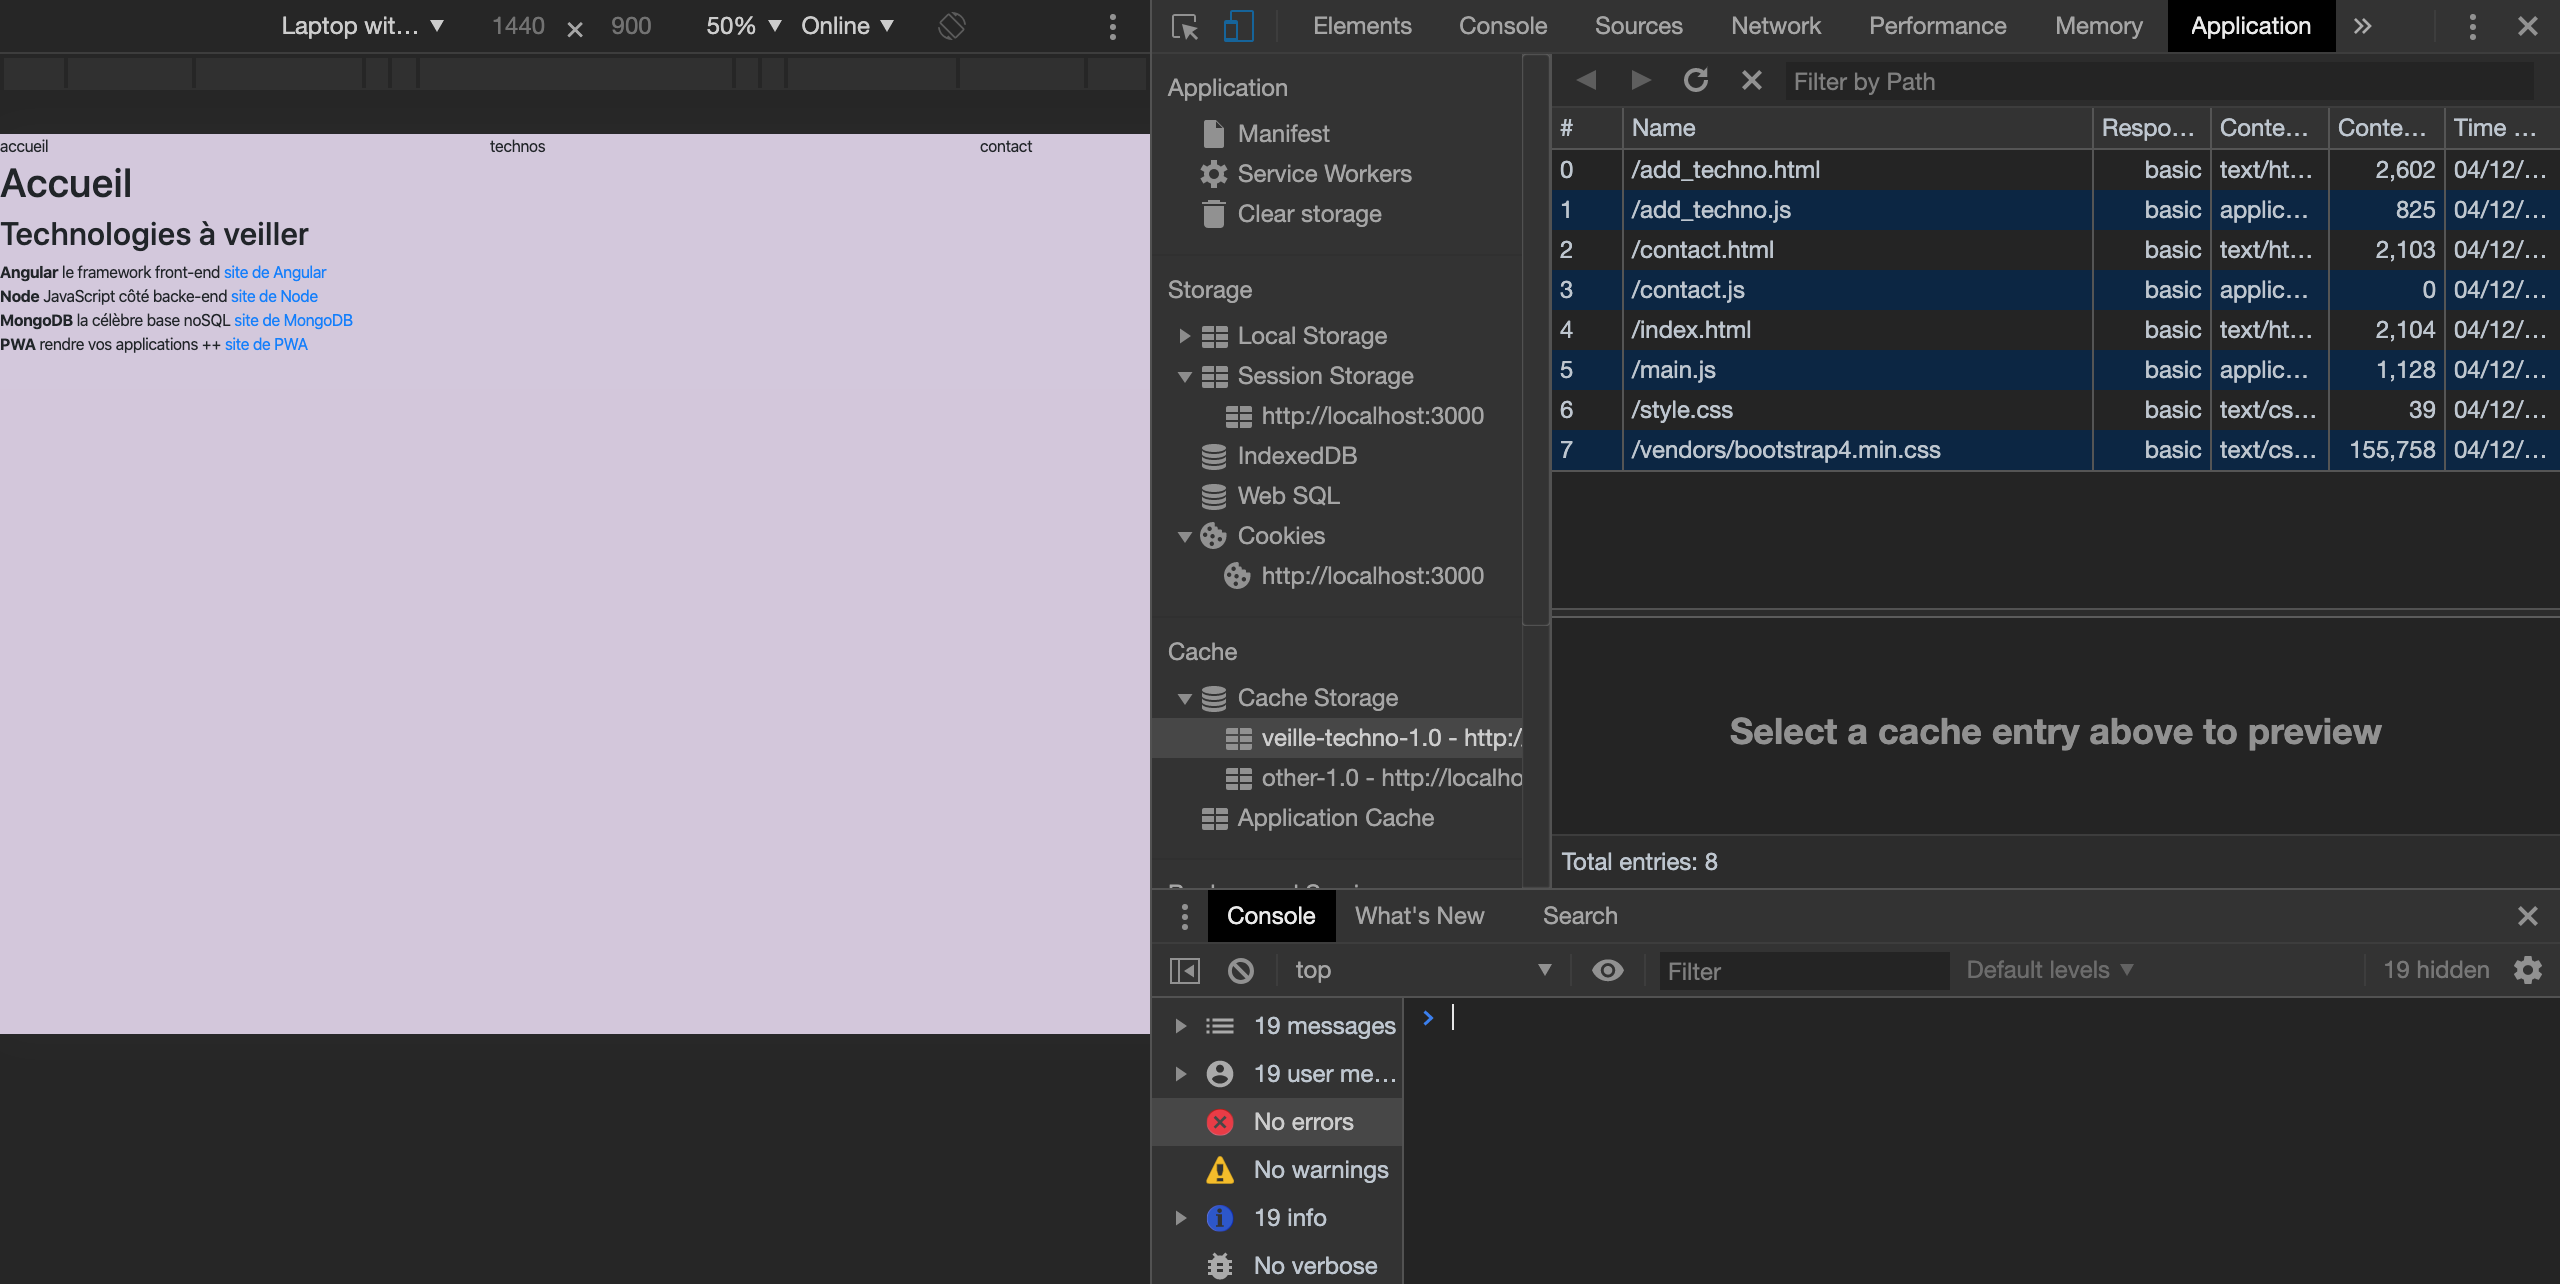 Laptop wit… ▼ 1440 × 900 50% ▼ Online ▼
accueil technos contact
Accueil
Technologies à veiller
Angular le framework front-end site de Angular
Node JavaScript côté backe-end site de Node
MongoDB la célèbre base noSQL site de MongoDB
PWA rendre vos applications ++ site de PWA
Elements Console Sources Network Performance Memory Application »
Application
Manifest
Service Workers
Clear storage
Storage
Local Storage
Session Storage
http://localhost:3000
IndexedDB
Web SQL
Cookies
http://localhost:3000
Cache
Cache Storage
veille-techno-1.0 - http:/
other-1.0 - http://localho
Application Cache
Filter by Path
# Name Respo… Conte… Conte… Time …
0 /add_techno.html basic text/ht… 2,602 04/12/…
1 /add_techno.js basic applic… 825 04/12/…
2 /contact.html basic text/ht… 2,103 04/12/…
3 /contact.js basic applic… 0 04/12/…
4 /index.html basic text/ht… 2,104 04/12/…
5 /main.js basic applic… 1,128 04/12/…
6 /style.css basic text/cs… 39 04/12/…
7 /vendors/bootstrap4.min.css basic text/cs… 155,758 04/12/…
Select a cache entry above to preview
Total entries: 8
Console What's New Search
top ▼ Filter Default levels ▼ 19 hidden
19 messages
19 user me…
No errors
No warnings
19 info
No verbose
>